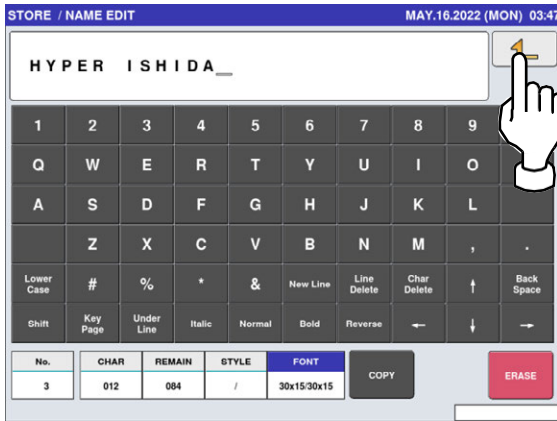 STORE / NAME EDIT MAY.16.2022 (MON) 03:47
HYPER ISHIDA_
1 2 3 4 5 6 7 8 9
Q W E R T Y U I O
A S D F G H J K L
Z X C V B N M , .
Lower Case # % * & New Line Line Delete Char Delete ↑ Back Space
Shift Key Page Under Line Italic Normal Bold Reverse ← ↓ →
No. CHAR REMAIN STYLE FONT COPY ERASE
3 012 084 / 30x15/30x15